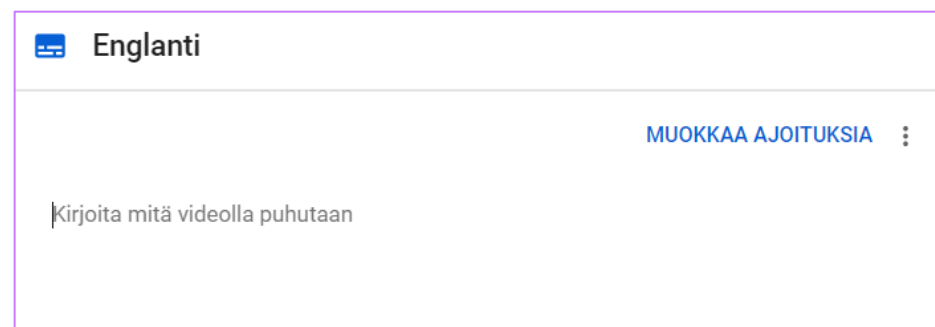 Englanti
MUOKKAA AJOITUKSIA
Kirjoita mitä videolla puhutaan